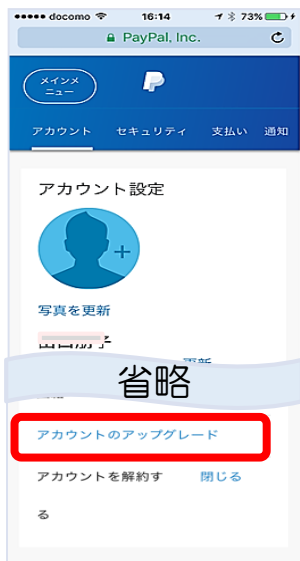 docomo 16:14 73%
PayPal, Inc.
メインメ
ニュー
アカウント セキュリティ 支払い 通知
アカウント設定
写真を更新
省略
アカウントのアップグレード
アカウントを解約す 閉じる
る